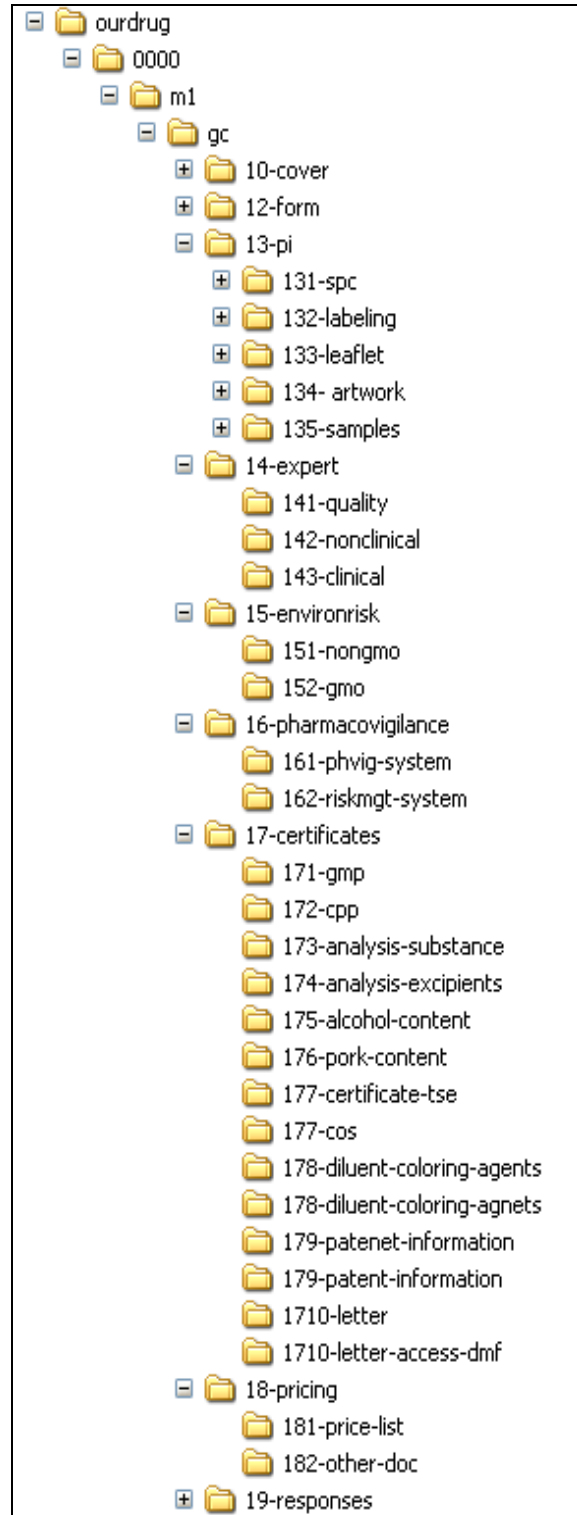 ourdrug
0000
m1
gc
10-cover
12-form
13-pi
131-spc
132-labeling
133-leaflet
134- artwork
135-samples
14-expert
141-quality
142-nonclinical
143-clinical
15-environrisk
151-nongmo
152-gmo
16-pharmacovigilance
161-phvig-system
162-riskmgt-system
17-certificates
171-gmp
172-cpp
173-analysis-substance
174-analysis-excipients
175-alcohol-content
176-pork-content
177-certificate-tse
177-cos
178-diluent-coloring-agents
178-diluent-coloring-agnets
179-patenet-information
179-patent-information
1710-letter
1710-letter-access-dmf
18-pricing
181-price-list
182-other-doc
19-responses